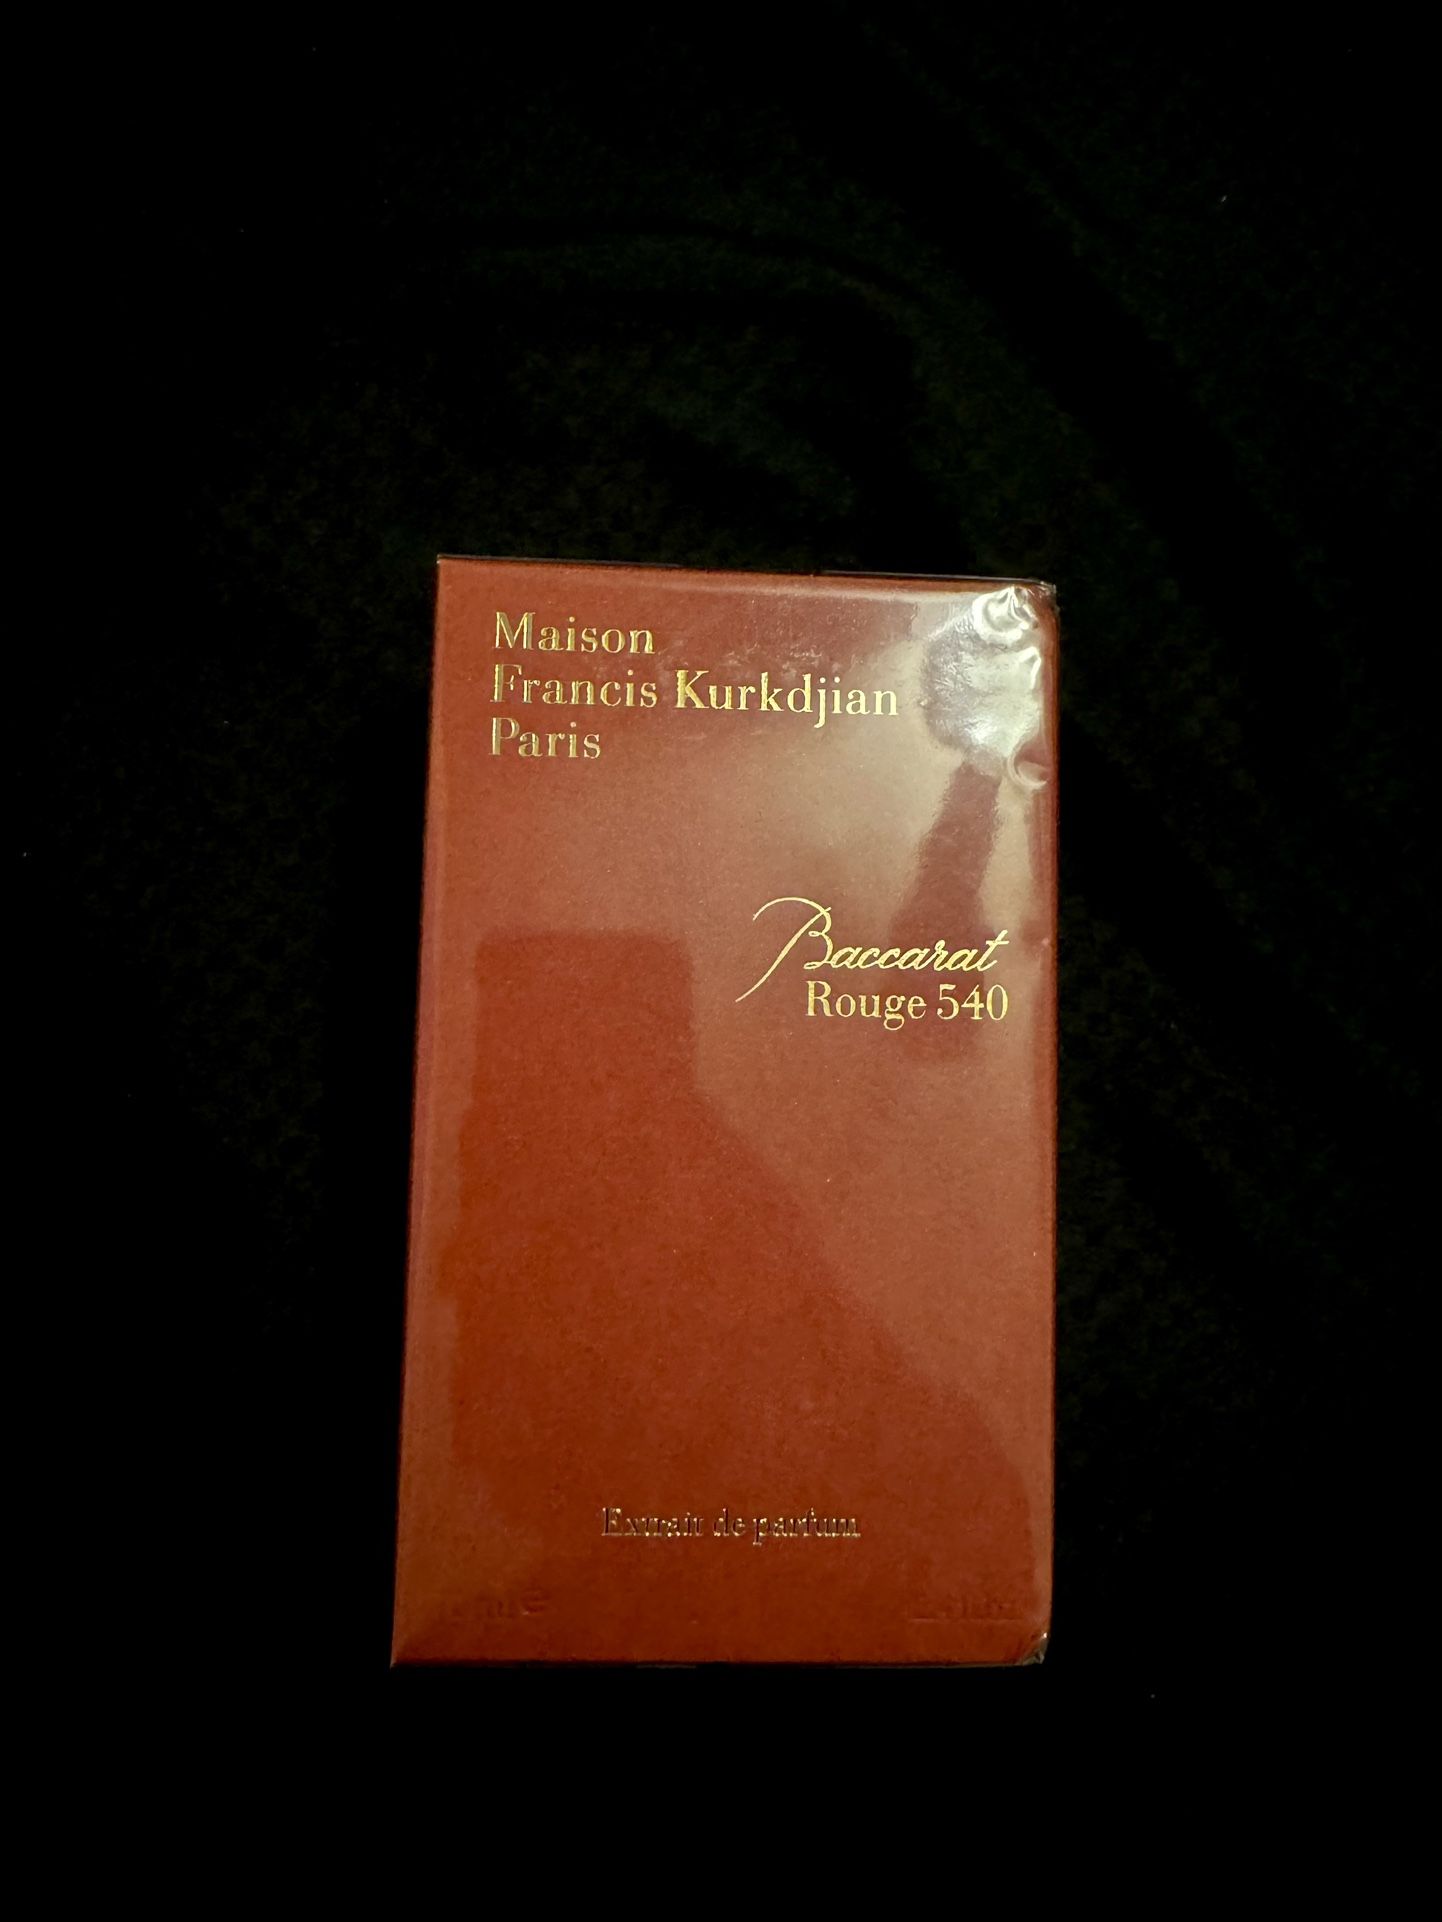 Maison
Francis Kurkdjian
Paris
Baccarat
Rouge 540
Extrait de parfum